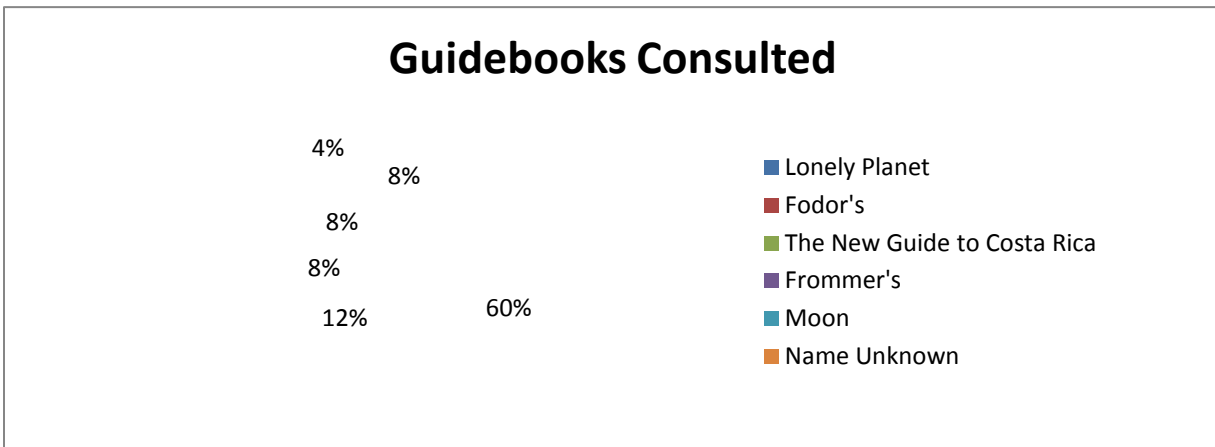 Guidebooks Consulted
4%
8%
8%
8%
12%
60%
Lonely Planet
Fodor's
The New Guide to Costa Rica
Frommer's
Moon
Name Unknown